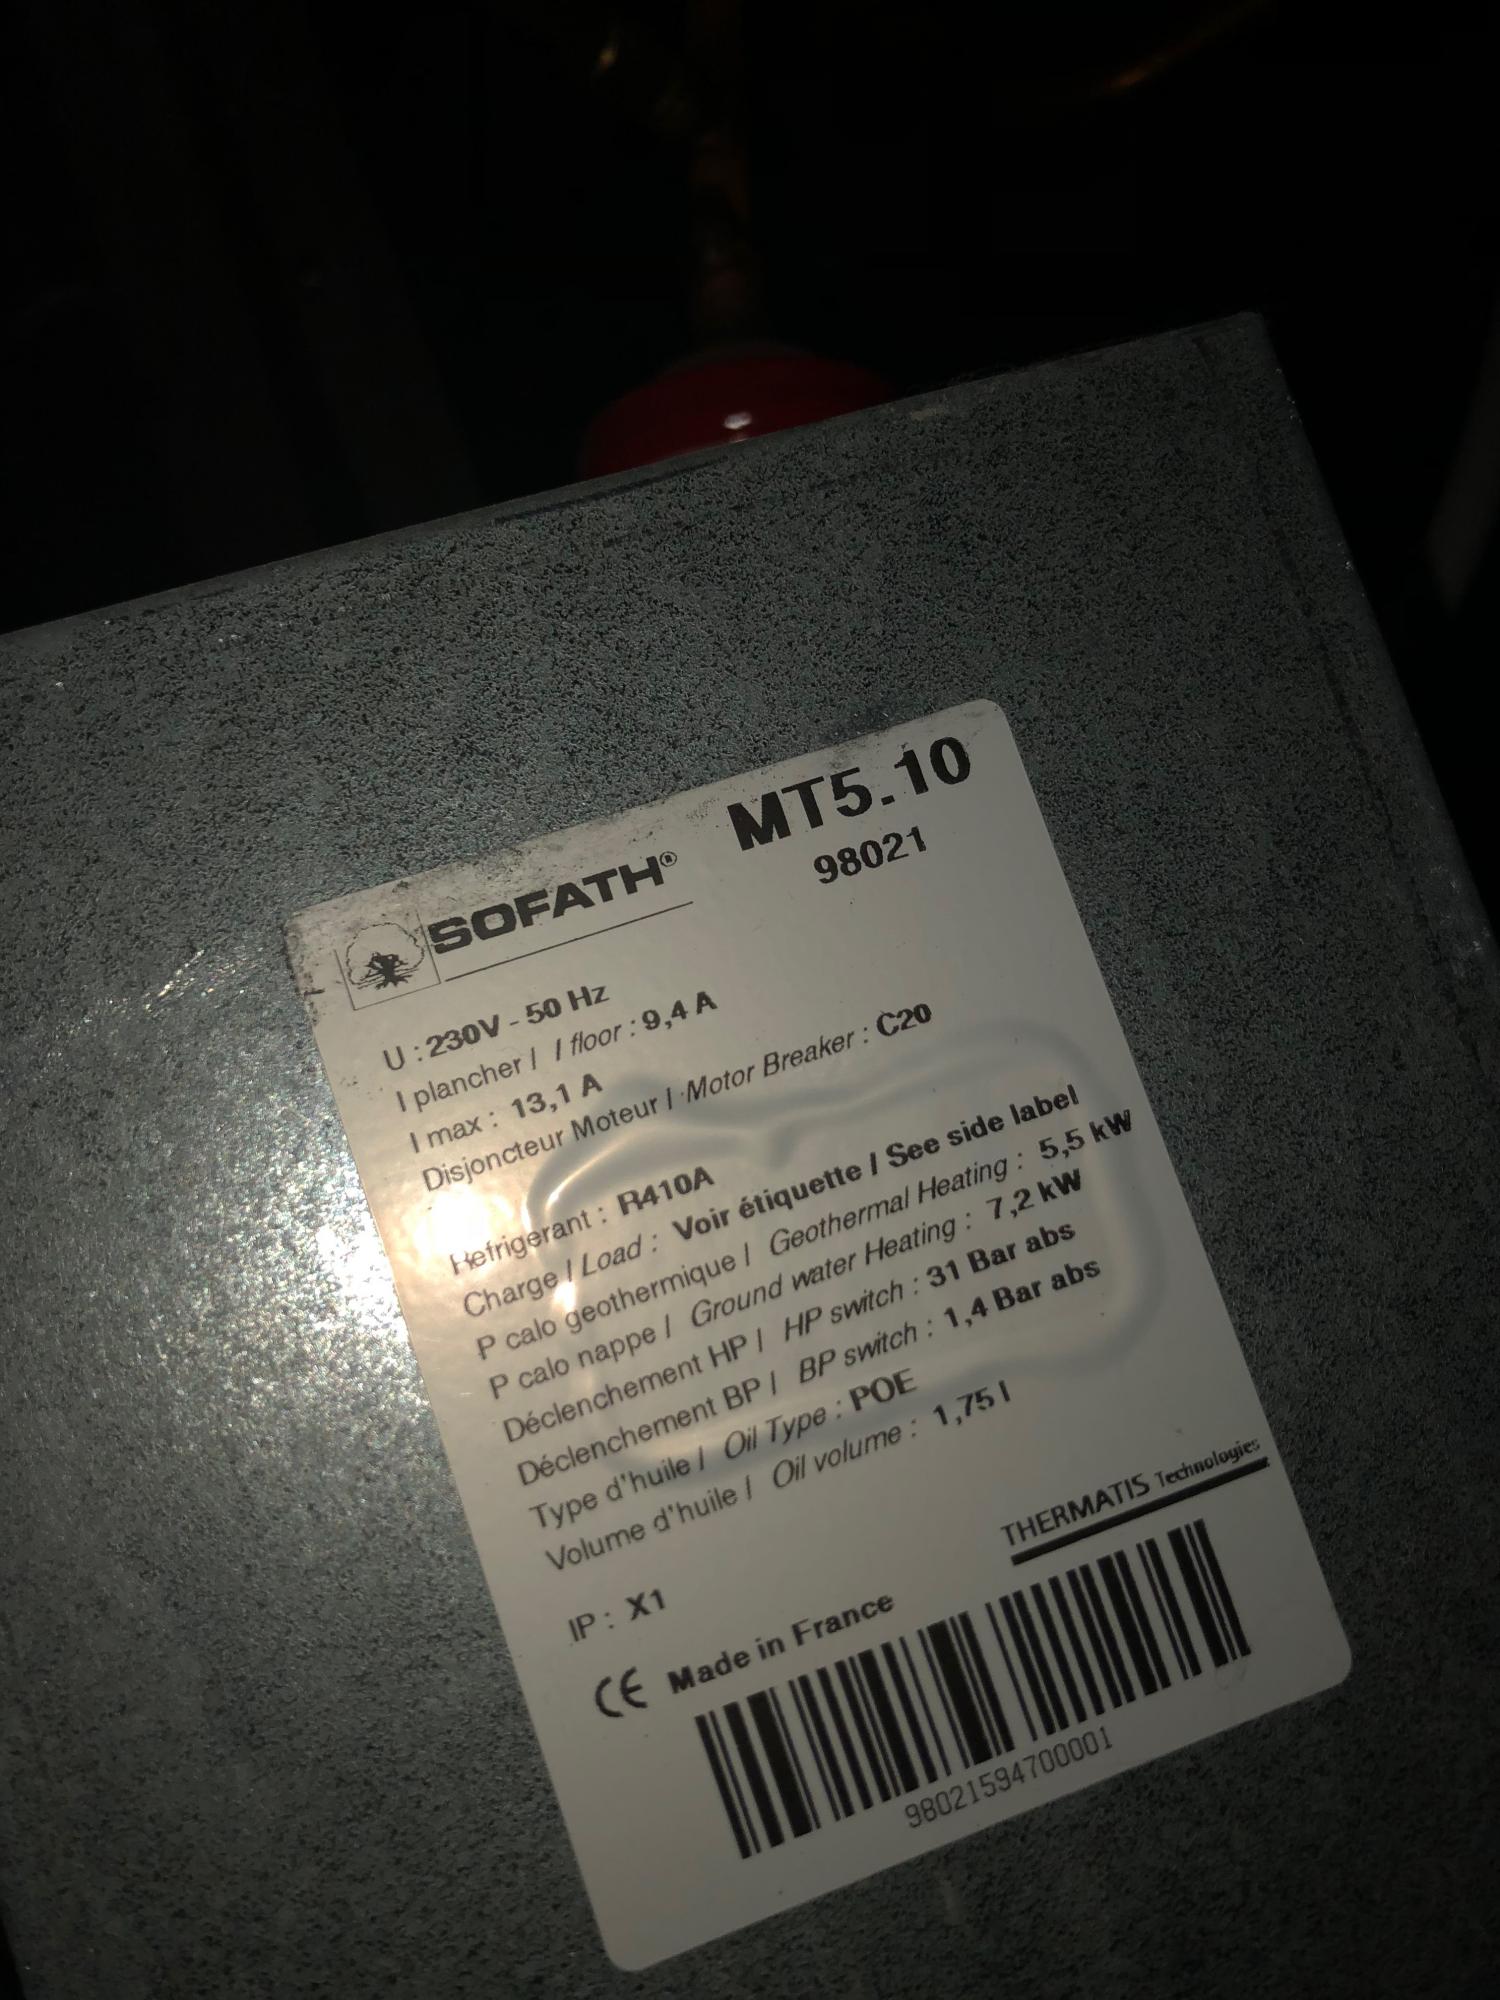 SOFATH®
MT5.10
98021
U : 230V - 50 Hz
I plancher / I floor : 9,4 A
I max : 13,1 A
Disjoncteur Moteur / Motor Breaker : C20
Refrigerant : R410A
Charge / Load : Voir étiquette / See side label
P calo geothermique / Geothermal Heating : 5,5 kW
P calo nappe / Ground water Heating : 7,2 kW
Déclenchement HP / HP switch : 31 Bar abs
Déclenchement BP / BP switch : 1,4 Bar abs
Type d'huile / Oil Type : POE
Volume d'huile / Oil volume : 1,75 l
THERMATIS Technologies
IP : X1
CE Made in France
98021594700001